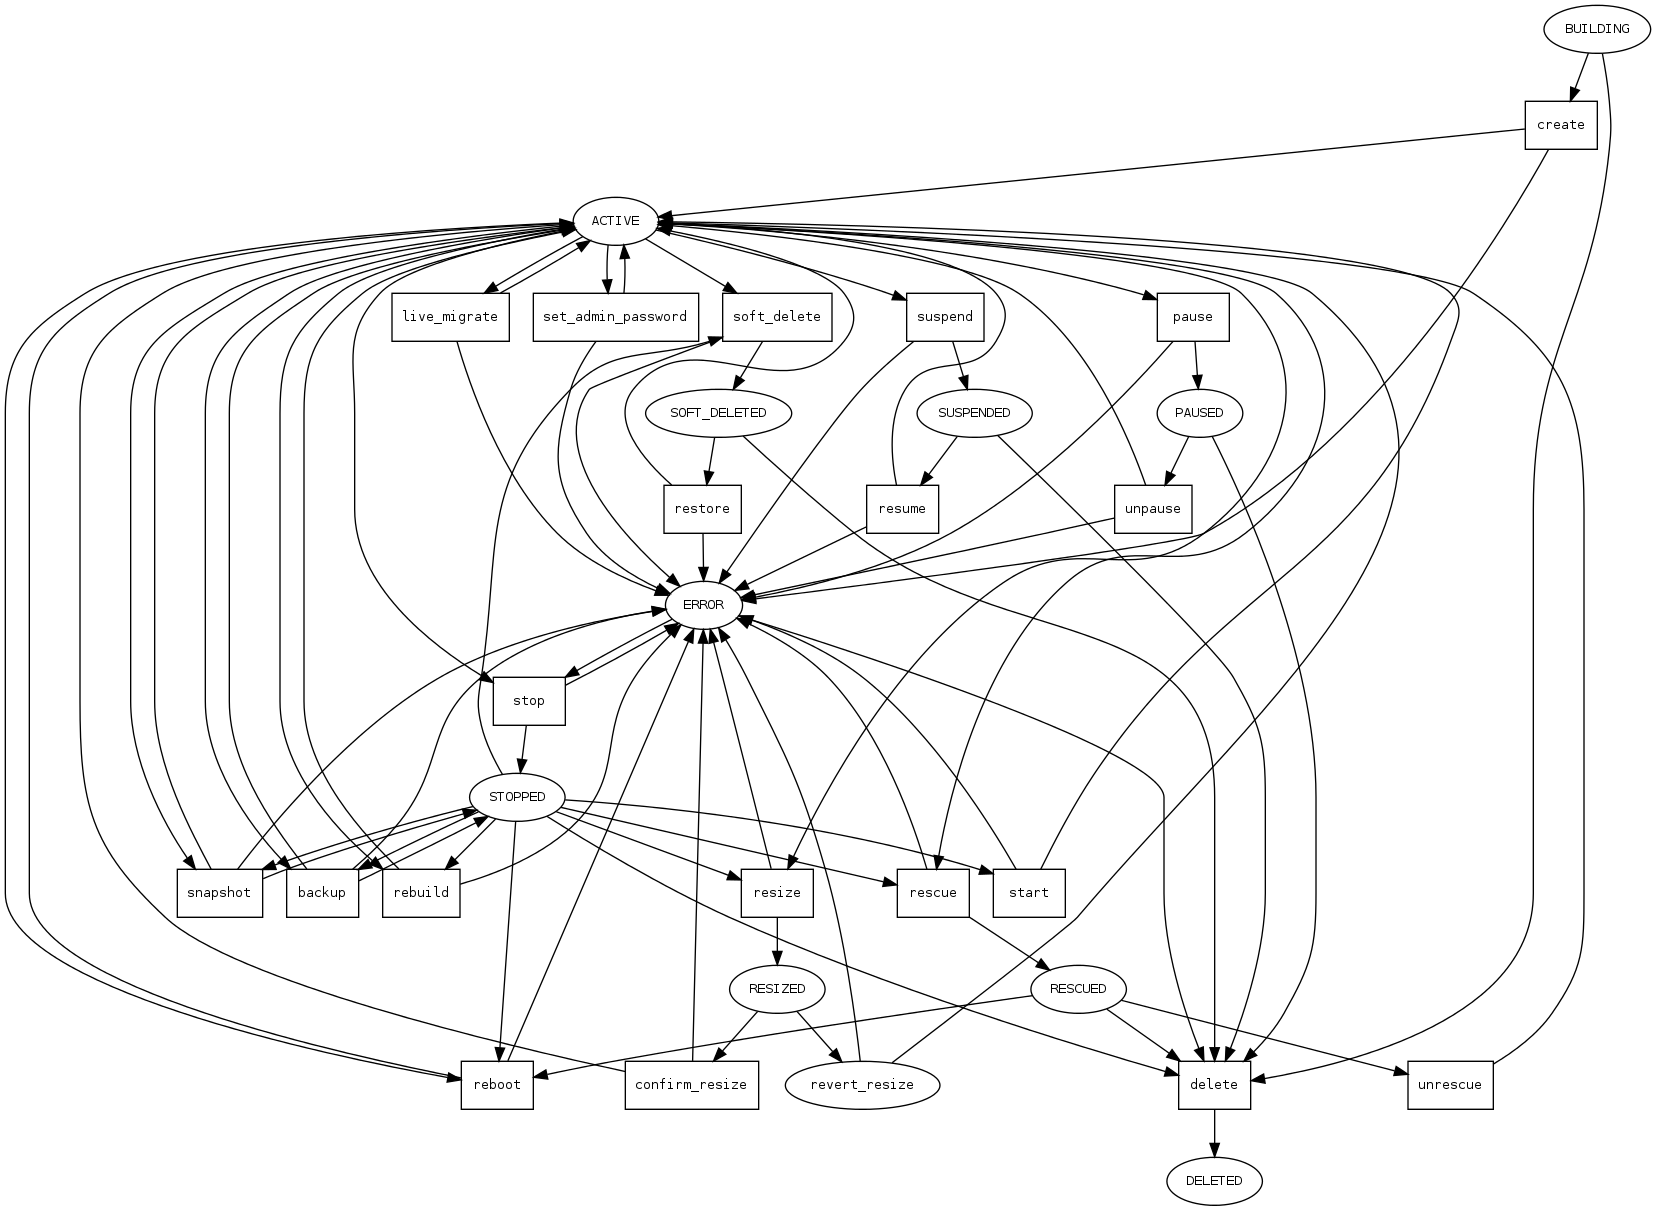 BUILDING
create
ACTIVE
live_migrate
set_admin_password
soft_delete
suspend
pause
SOFT_DELETED
SUSPENDED
PAUSED
restore
resume
unpause
ERROR
stop
STOPPED
snapshot
backup
rebuild
resize
rescue
start
RESIZED
RESCUED
reboot
confirm_resize
revert_resize
delete
unrescue
DELETED